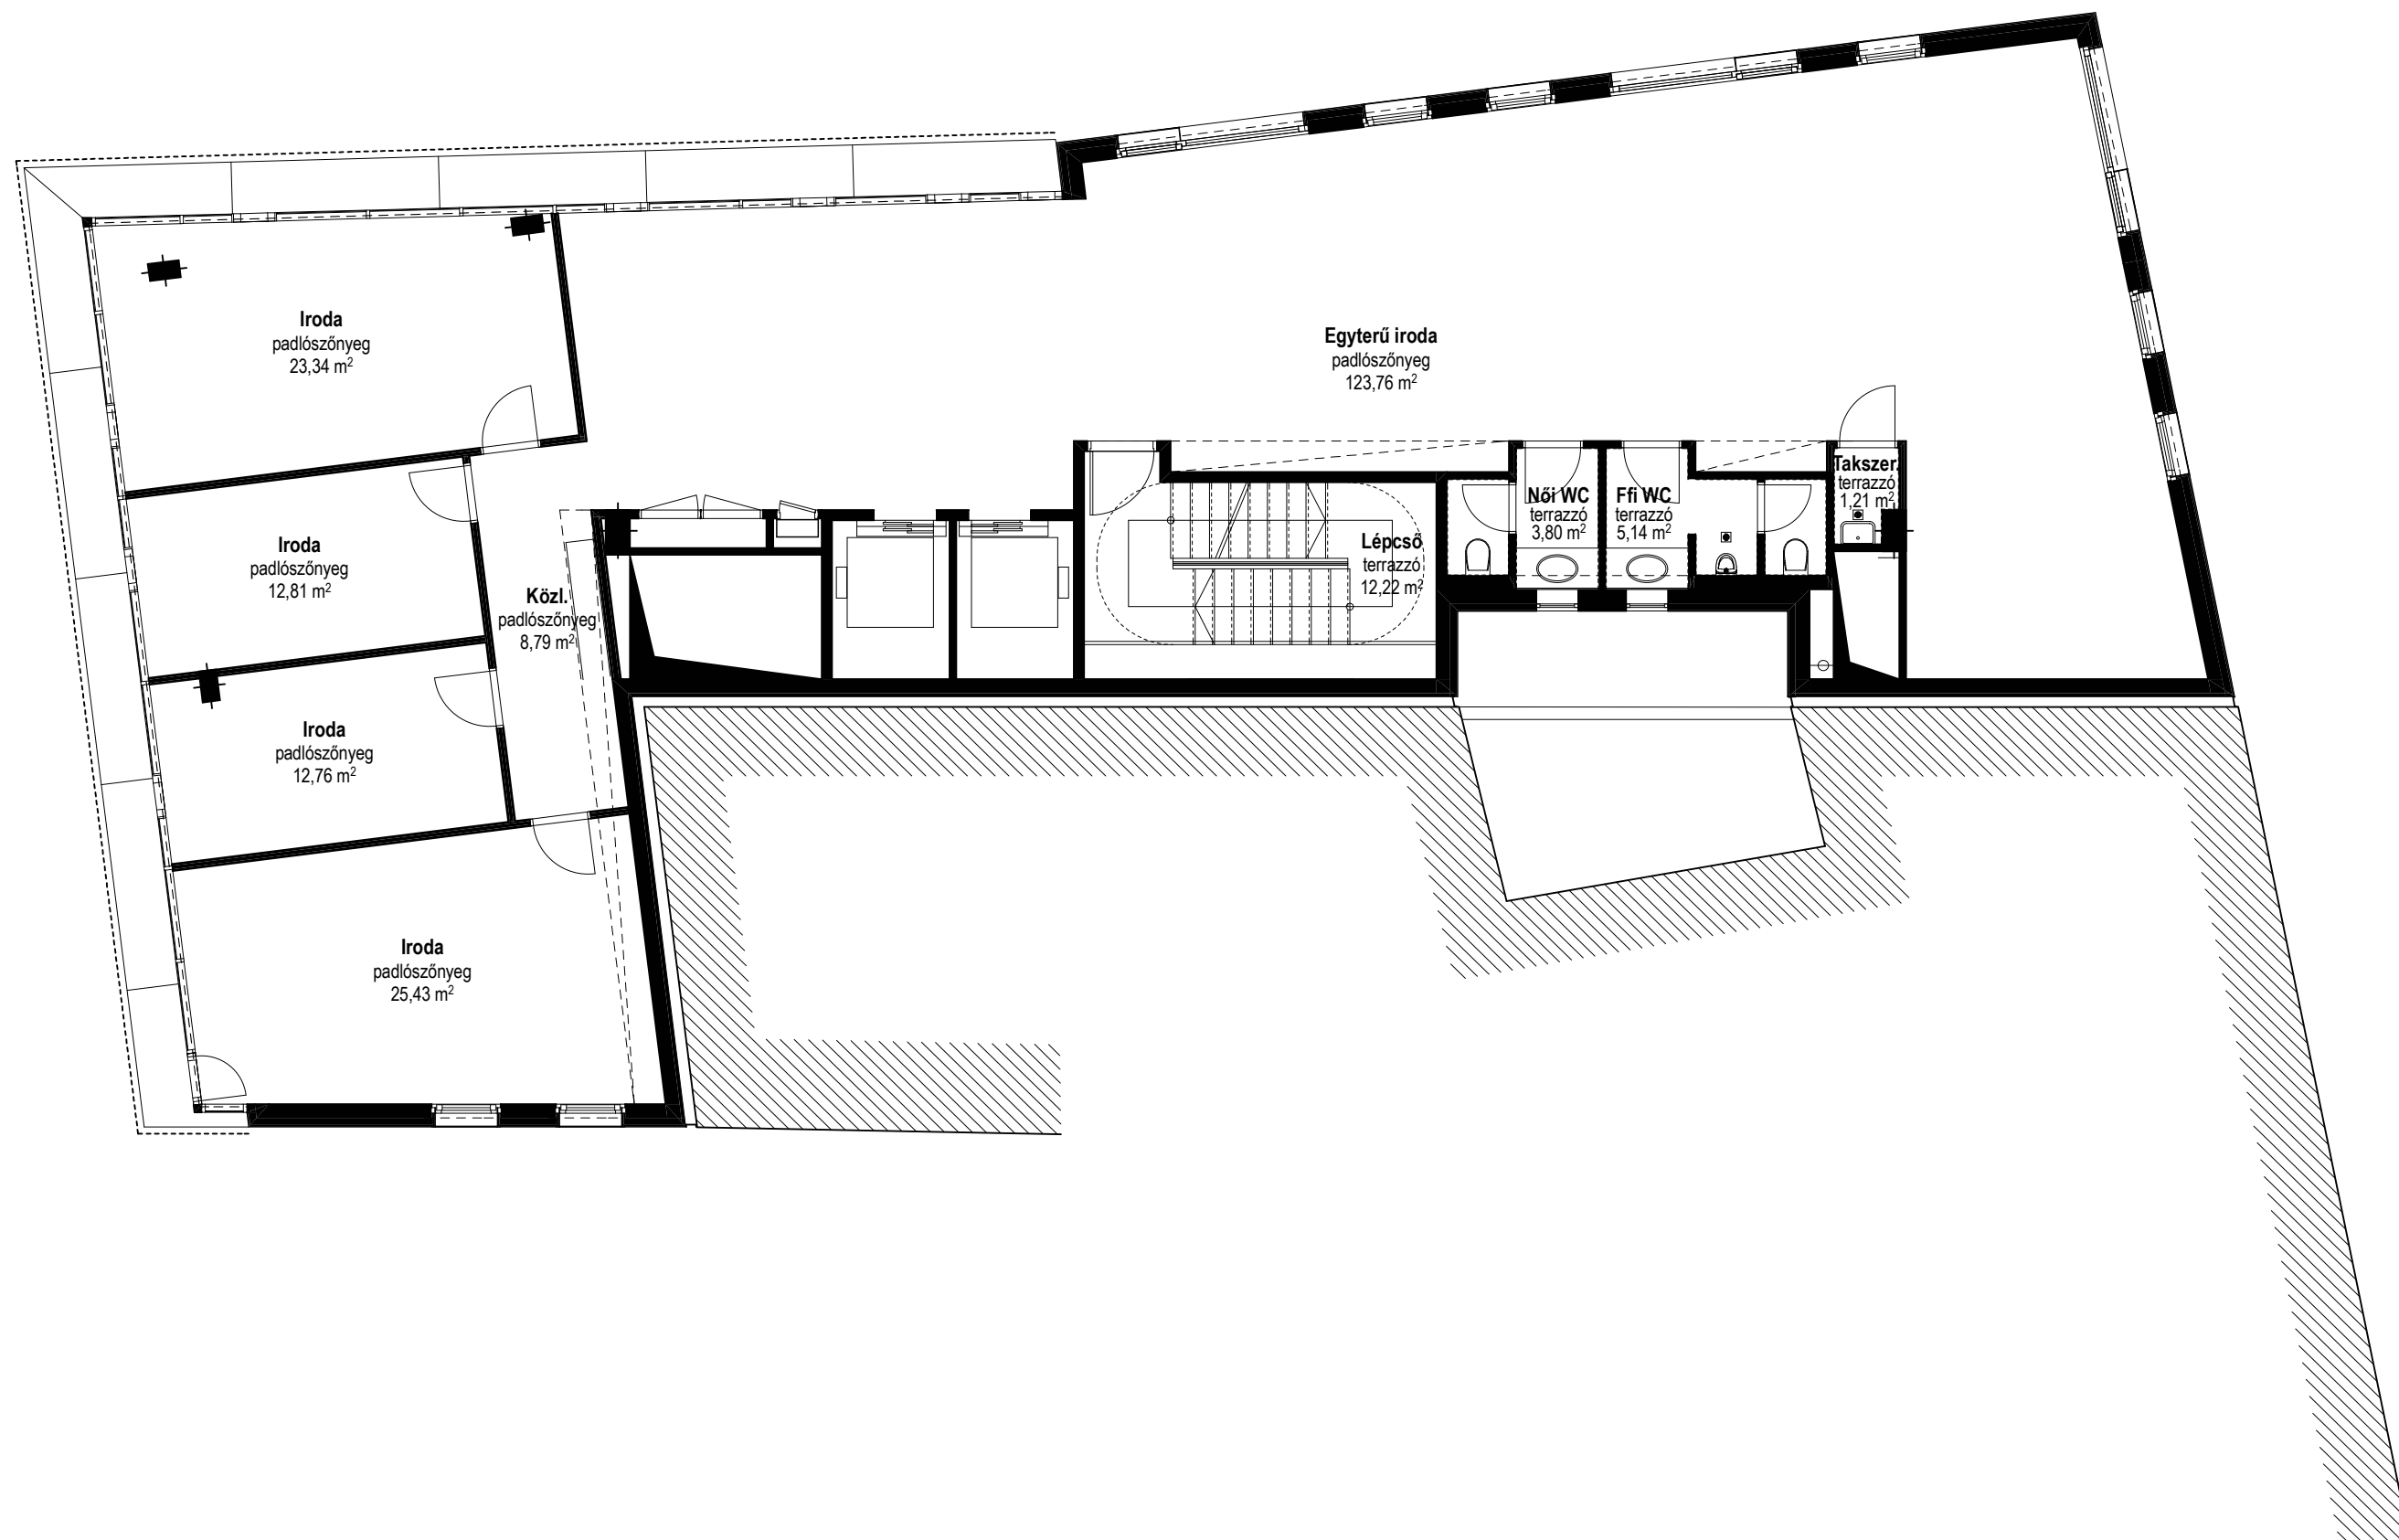 Iroda
padlószőnyeg
23,34 m²
Egyterű iroda
padlószőnyeg
123,76 m²
Takszer.
terrazzó
1,21 m²
Női WC
terrazzó
3,80 m²
Ffi WC
terrazzó
5,14 m²
Lépcső
terrazzó
12,22 m²
Iroda
padlószőnyeg
12,81 m²
Közl.
padlószőnyeg
8,79 m²
Iroda
padlószőnyeg
12,76 m²
Iroda
padlószőnyeg
25,43 m²